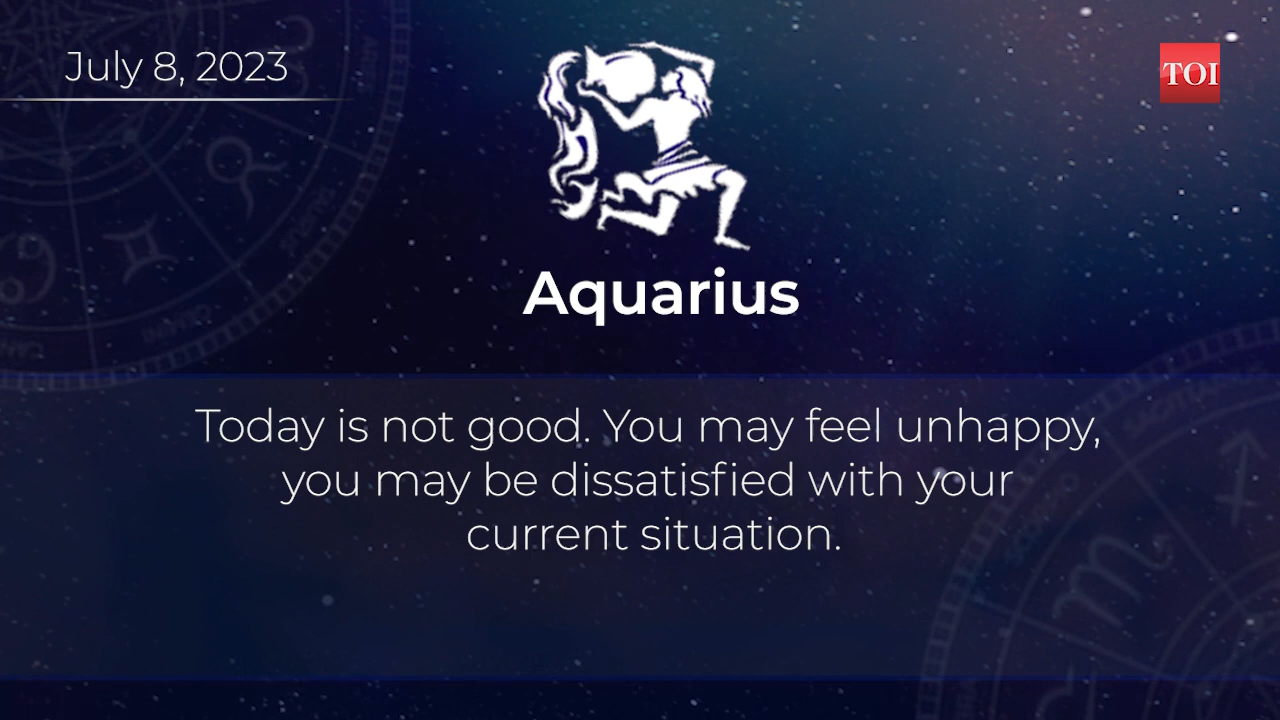 July 8, 2023
TOI
Aquarius
Today is not good. You may feel unhappy,
you may be dissatisfied with your
current situation.